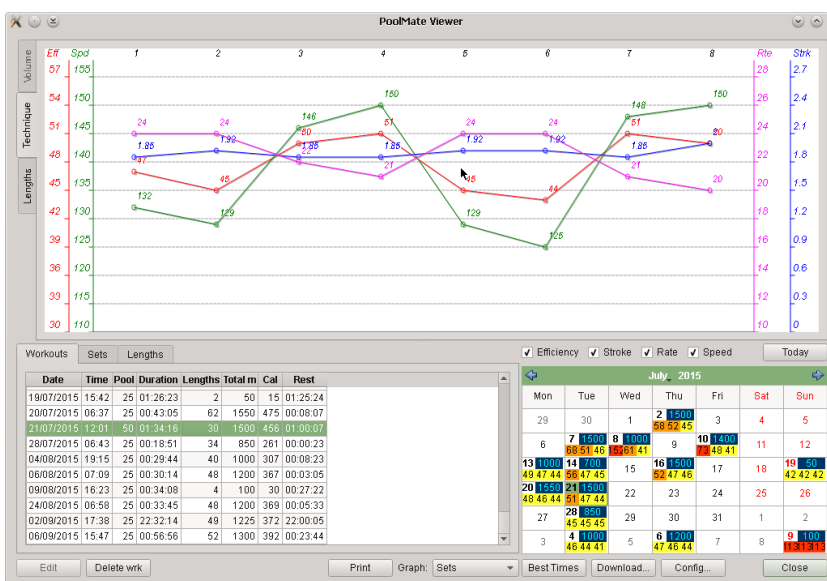 PoolMate Viewer
Volume
Technique
Lengths
Eff Spd 1 2 3 4 5 6 7 8 Rte Strk
57 155 28 2.7
54 150 26 2.4
51 145 24 2.1
48 140 22 1.8
45 135 20 1.5
42 130 18 1.2
39 125 16 0.9
36 120 14
33 115 12 0.3
30 110 10 0
150 150
146 148
24 24 51 24 24 51
50
1.85 1.92 1.85 1.85 1.92 1.92 1.85
47 22 21 21
45 45 44 20
132 129 129 125
Workouts Sets Lengths
Efficiency Stroke Rate Speed Today
Date Time Pool Duration Lengths Total m Cal Rest
19/07/2015 15:42 25 01:26:23 2 50 15 01:25:24
20/07/2015 06:37 25 00:43:05 62 1550 475 00:08:07
21/07/2015 12:01 50 01:34:16 30 1500 456 01:00:07
28/07/2015 06:43 25 00:18:51 34 850 261 00:00:23
04/08/2015 19:15 25 00:29:44 40 1000 307 00:08:23
06/08/2015 07:09 25 00:30:14 48 1200 367 00:03:05
09/08/2015 16:23 25 00:34:08 4 100 30 00:27:22
24/08/2015 06:58 25 00:33:45 48 1200 369 00:05:33
02/09/2015 17:38 25 22:32:14 49 1225 372 22:00:05
06/09/2015 15:47 25 00:56:56 52 1300 392 00:23:44
July, 2015
Mon Tue Wed Thu Fri Sat Sun
29 30 1 2 1500 3 4 5
58 52 45
6 7 1500 8 1000 9 10 1400 11 12
68 51 46 152 61 41 73 48 41
13 1000 14 700 15 16 1500 17 18 19 50
49 47 44 56 47 45 52 47 46 42 42 42
20 1550 21 1500 22 23 24 25 26
48 46 44 51 47 44
27 28 850 29 30 31 1 2
45 45 45
3 4 1000 5 6 1200 7 8 9 100
46 44 41 47 46 44 113 113 113
Edit Delete wrk Print Graph: Sets Best Times Download... Config... Close